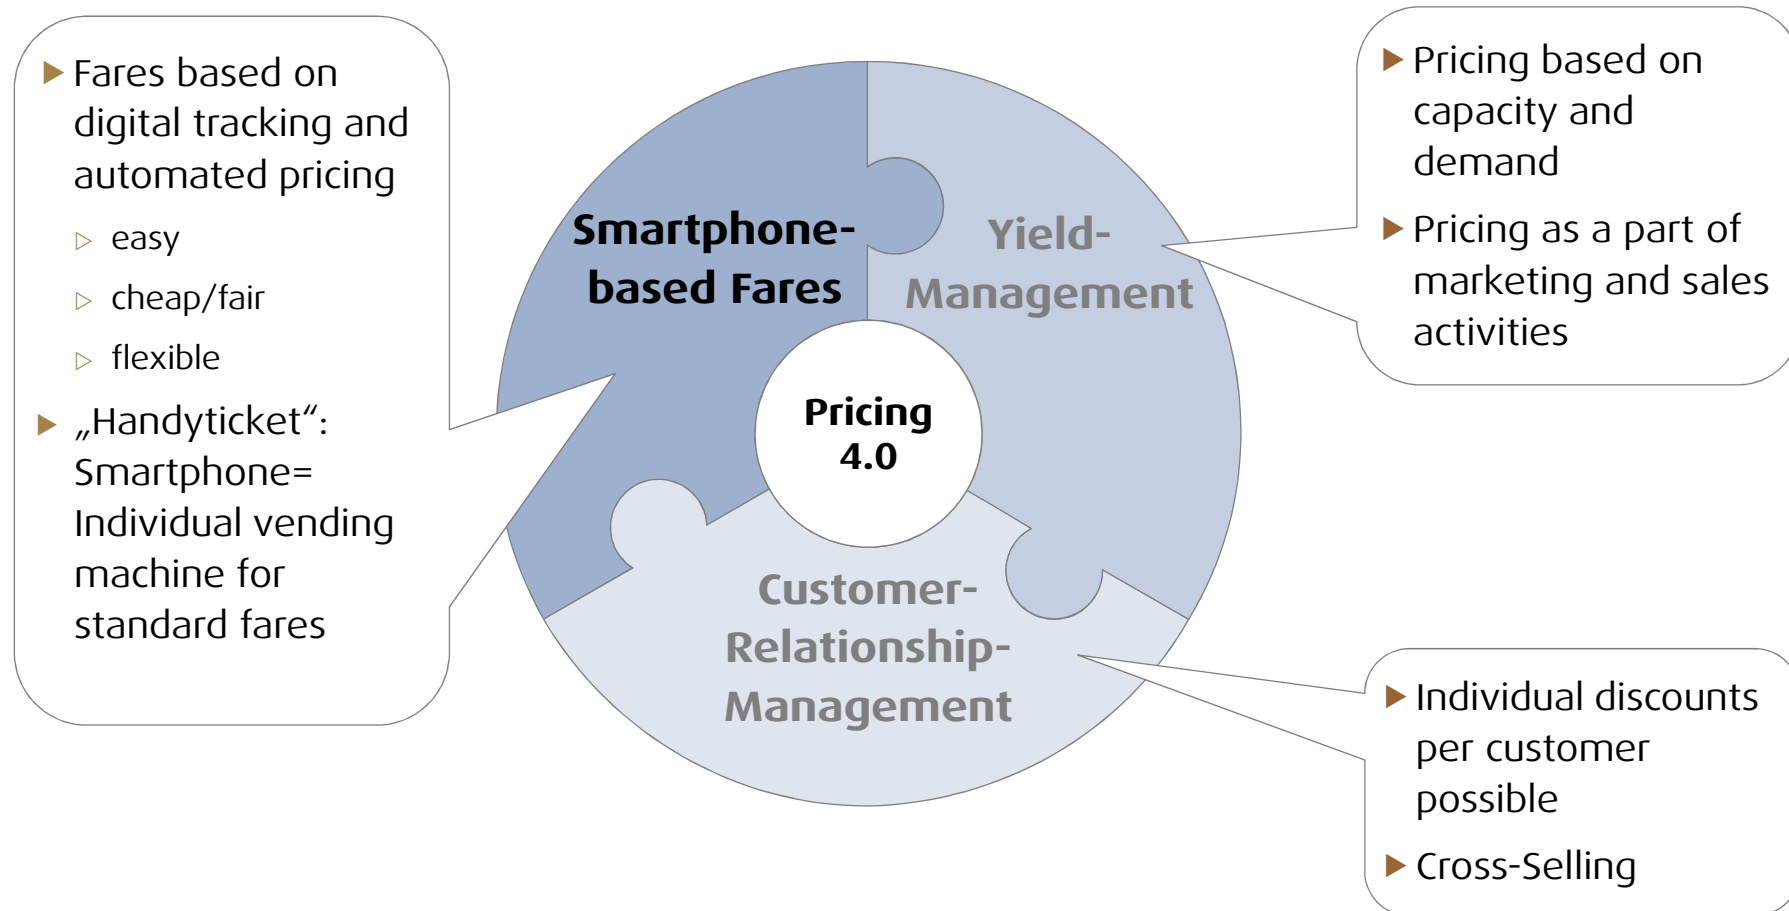 Fares based on
digital tracking and
automated pricing
easy
cheap/fair
flexible
„Handyticket“:
Smartphone=
Individual vending
machine for
standard fares
Smartphone-
based Fares
Yield-
Management
Pricing
4.0
Customer-
Relationship-
Management
Pricing based on
capacity and
demand
Pricing as a part of
marketing and sales
activities
Individual discounts
per customer
possible
Cross-Selling